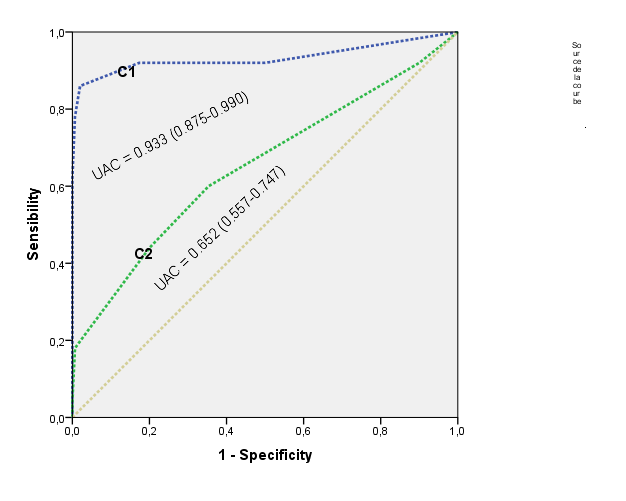 1,0
0,8
0,6
0,4
0,2
0,0
Sensibility
C1
UAC = 0.933 (0.875-0.990)
C2
UAC = 0.652 (0.557-0.747)
0,0 0,2 0,4 0,6 0,8 1,0
1 - Specificity
So
ur
ce
de
la
co
ur
be
.